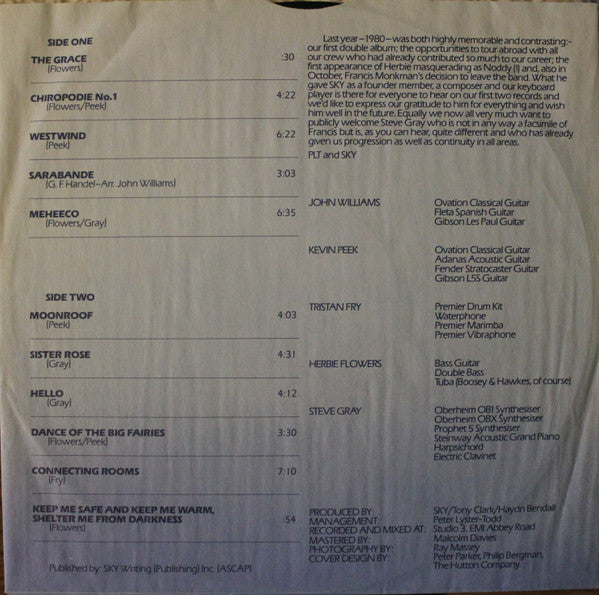 SIDE ONE
THE GRACE :30
(Flowers)
CHIROPODIE No.1 4:22
(Flowers/Peek)
WESTWIND 6:22
(Peek)
SARABANDE 3:03
(G. F. Handel–Arr. John Williams)
MEHEECO 6:35
(Flowers/Gray)
SIDE TWO
MOONROOF 4:03
(Peek)
SISTER ROSE 4:31
(Gray)
HELLO 4:12
(Gray)
DANCE OF THE BIG FAIRIES 3:30
(Flowers/Peek)
CONNECTING ROOMS 7:10
(Fry)
KEEP ME SAFE AND KEEP ME WARM,
SHELTER ME FROM DARKNESS :54
(Flowers)
Published by: SKY Writing (Publishing) Inc. (ASCAP)
Last year–1980–was both highly memorable and contrasting:-
our first double album; the opportunities to tour abroad with all
our crew who had already contributed so much to our career; the
first appearance of Herbie masquerading as Noddy (!) and, also in
October, Francis Monkman's decision to leave the band. What he
gave SKY as a founder member, a composer and our keyboard
player is there for everyone to hear on our first two records and
we'd like to express our gratitude to him for everything and wish
him well in the future. Equally we now all very much want to
publicly welcome Steve Gray who is not in any way a facsimile of
Francis but is, as you can hear, quite different and who has already
given us progression as well as continuity in all areas.
PLT and SKY
JOHN WILLIAMS Ovation Classical Guitar
Fleta Spanish Guitar
Gibson Les Paul Guitar
KEVIN PEEK Ovation Classical Guitar
Adanas Acoustic Guitar
Fender Stratocaster Guitar
Gibson L5S Guitar
TRISTAN FRY Premier Drum Kit
Waterphone
Premier Marimba
Premier Vibraphone
HERBIE FLOWERS Bass Guitar
Double Bass
Tuba (Boosey & Hawkes, of course)
STEVE GRAY Oberheim OB1 Synthesiser
Oberheim OBX Synthesiser
Prophet 5 Synthesiser
Steinway Acoustic Grand Piano
Harpsichord
Electric Clavinet
PRODUCED BY: SKY/Tony Clark/Haydn Bendall
MANAGEMENT: Peter Lyster-Todd
RECORDED AND MIXED AT: Studio 3, EMI Abbey Road
MASTERED BY: Malcolm Davies
PHOTOGRAPHY BY: Ray Massey
COVER DESIGN BY: Peter Parker, Philip Bergman,
The Hutton Company